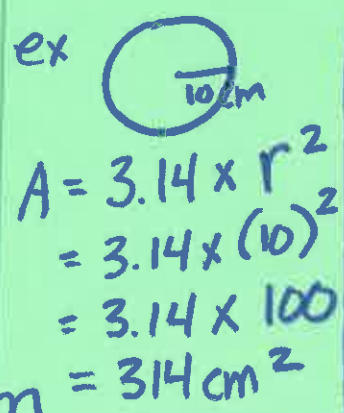 ex
10cm
A = 3.14 x r²
= 3.14 x (10)²
= 3.14 x 100
= 314 cm²